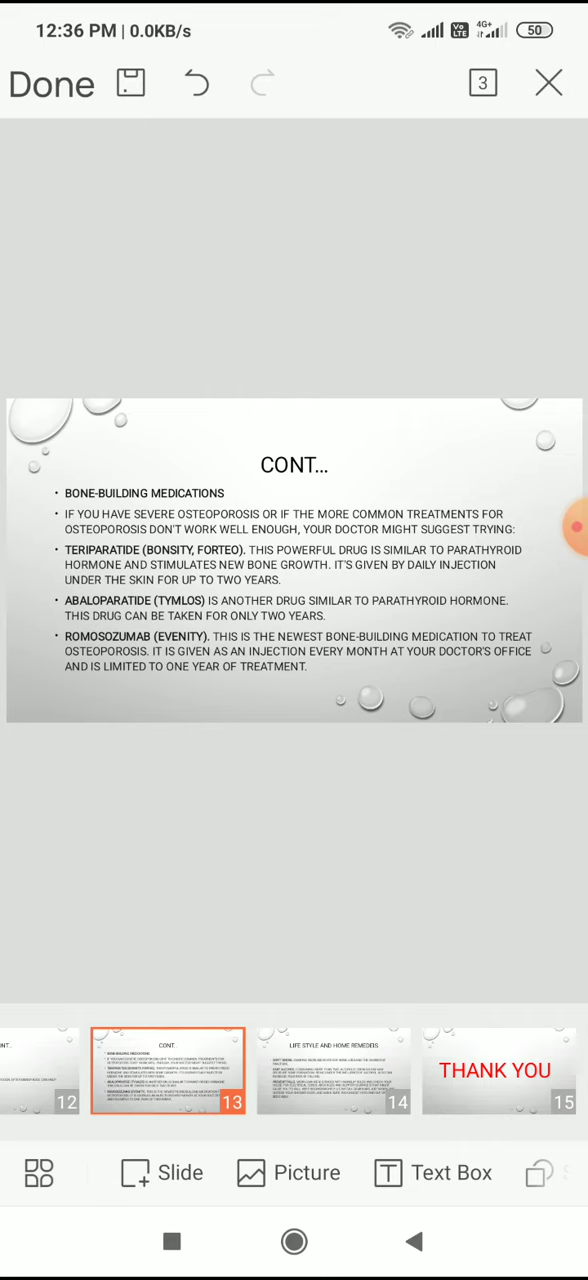 12:36 PM | 0.0KB/s
Vo LTE
4G+
50
Done
3
CONT...
• BONE-BUILDING MEDICATIONS
• IF YOU HAVE SEVERE OSTEOPOROSIS OR IF THE MORE COMMON TREATMENTS FOR
OSTEOPOROSIS DON'T WORK WELL ENOUGH, YOUR DOCTOR MIGHT SUGGEST TRYING:
• TERIPARATIDE (BONSITY, FORTEO). THIS POWERFUL DRUG IS SIMILAR TO PARATHYROID
HORMONE AND STIMULATES NEW BONE GROWTH. IT'S GIVEN BY DAILY INJECTION
UNDER THE SKIN FOR UP TO TWO YEARS.
• ABALOPARATIDE (TYMLOS) IS ANOTHER DRUG SIMILAR TO PARATHYROID HORMONE.
THIS DRUG CAN BE TAKEN FOR ONLY TWO YEARS.
• ROMOSOZUMAB (EVENITY). THIS IS THE NEWEST BONE-BUILDING MEDICATION TO TREAT
OSTEOPOROSIS. IT IS GIVEN AS AN INJECTION EVERY MONTH AT YOUR DOCTOR'S OFFICE
AND IS LIMITED TO ONE YEAR OF TREATMENT.
12
CONT...
13
LIFE STYLE AND HOME REMEDEIS
14
THANK YOU
15
Slide
Picture
Text Box